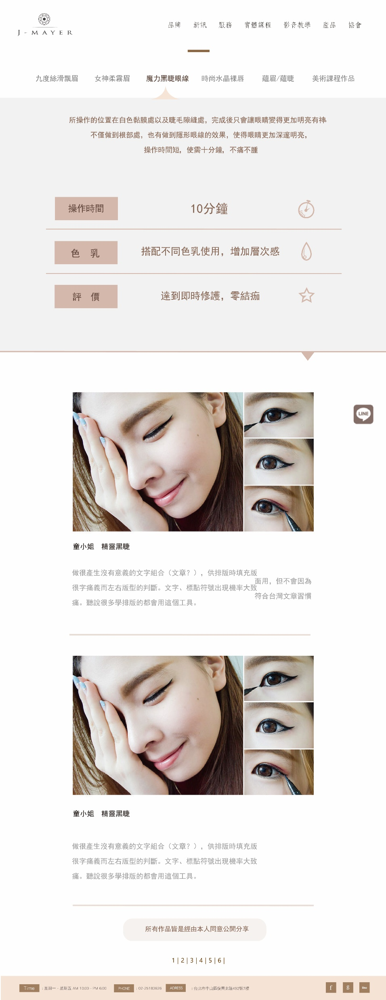 J-MAYER
品牌 新訊 服務 實體課程 影音教學 產品 協會
九度絲滑飄眉 女神柔霧眉 魔力黑睫眼線 時尚水晶裸唇 蘊眉/蘊睫 美術課程作品
所操作的位置在白色黏膜處以及睫毛隙縫處，完成後只會讓眼睛變得更加明亮有神。
不僅做到根部處，也有做到隱形眼線的效果，使得眼睛更加深邃明亮，
操作時間短，使需十分鐘，不痛不腫
操作時間 10分鐘
色 乳 搭配不同色乳使用，增加層次感
評 價 達到即時修護，零結痂
LINE
童小姐 精靈黑睫
做很產生沒有意義的文字組合（文章？），供排版時填充版
面用，但不會因為
很字痛義而左右版型的判斷。文字、標點符號出現機率大致
符合台灣文章習慣
痛。聽說很多學排版的都會用這個工具。
童小姐 精靈黑睫
做很產生沒有意義的文字組合（文章？），供排版時填充版
很字痛義而左右版型的判斷。文字、標點符號出現機率大致
痛。聽說很多學排版的都會用這個工具。
所有作品皆是經由本人同意公開分享
1 | 2 | 3 | 4 | 5 | 6 |
Time : 星期一 - 星期五 AM 10:00 - PM 6:00 PHONE : 02-25183626 ADRESS : 台北市中山區復興北路492號7樓 f g line